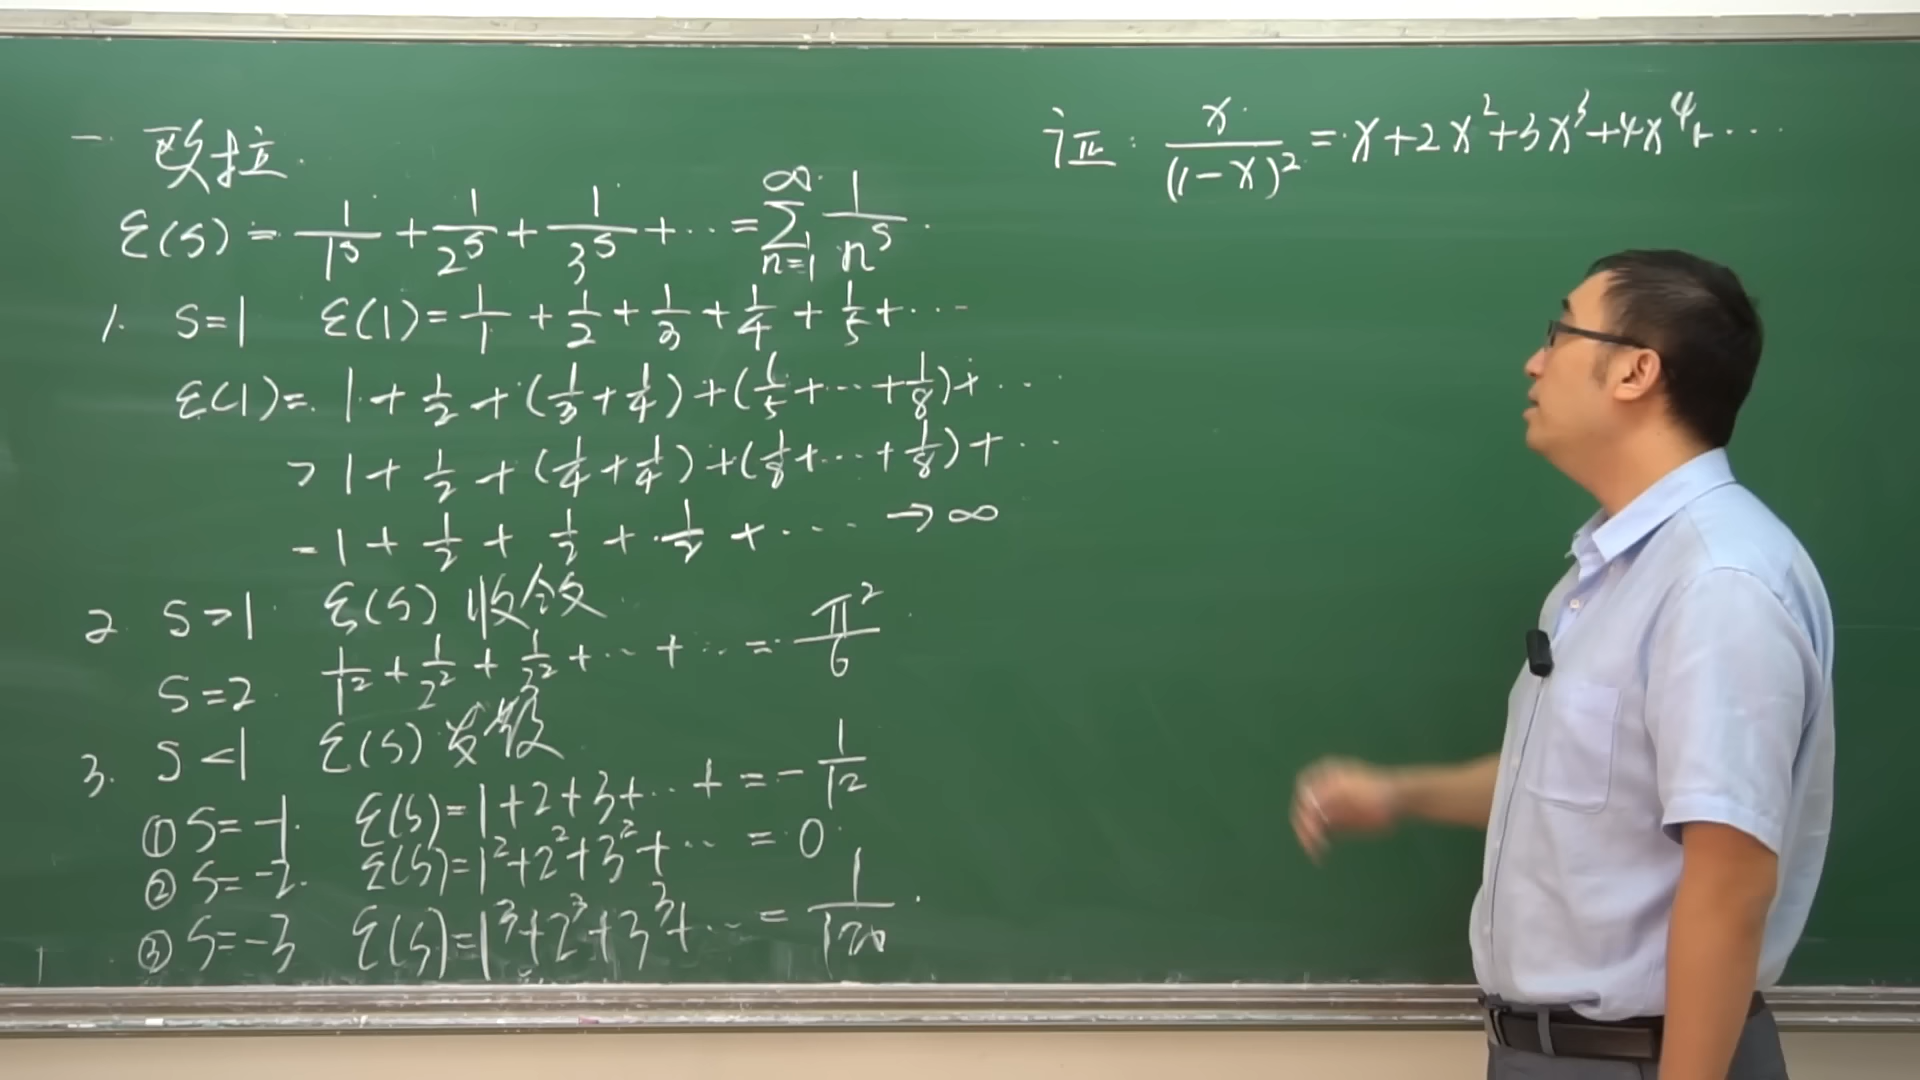 一 欧拉.
ξ(s) = 1/1^s + 1/2^s + 1/3^s + ··· = ∑_{n=1}^{∞} 1/n^s.
1. s=1 ξ(1)= 1/1 + 1/2 + 1/3 + 1/4 + 1/5 + ···
ξ(1)= 1 + 1/2 + (1/3 + 1/4) + (1/5 + ··· + 1/8) + ···
> 1 + 1/2 + (1/4 + 1/4) + (1/8 + ··· + 1/8) + ···
= 1 + 1/2 + 1/2 + 1/2 + ··· → ∞
2 s>1 ξ(s) 收敛
s=2 1/1² + 1/2² + 1/3² + ··· + ··· = π²/6
3. s<1 ξ(s) 发散
① s=-1. ξ(s)=1+2+3+···+ = -1/12
② s=-2. ξ(s)=1²+2²+3²+··· = 0
③ s=-3 ξ(s)=1³+2³+3³+··· = 1/120.
证: x/(1-x)² = x+2x²+3x³+4x⁴+···